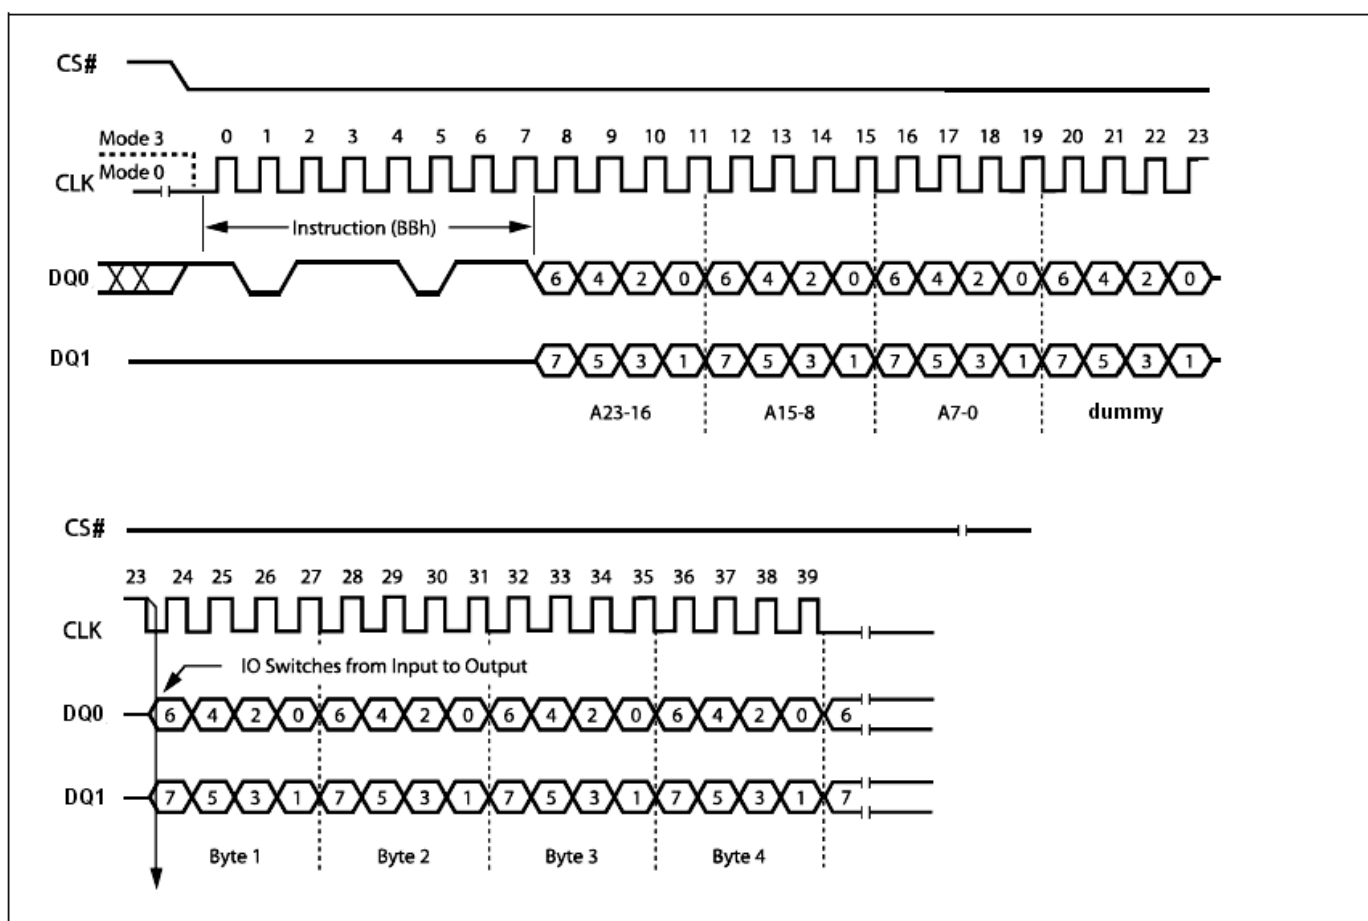 CS#
Mode 3
0 1 2 3 4 5 6 7 8 9 10 11 12 13 14 15 16 17 18 19 20 21 22 23
Mode 0
CLK
Instruction (BBh)
DQ0 6 4 2 0 6 4 2 0 6 4 2 0 6 4 2 0
DQ1 7 5 3 1 7 5 3 1 7 5 3 1 7 5 3 1
A23-16 A15-8 A7-0 dummy
CS#
23 24 25 26 27 28 29 30 31 32 33 34 35 36 37 38 39
CLK
IO Switches from Input to Output
DQ0 6 4 2 0 6 4 2 0 6 4 2 0 6 4 2 0 6
DQ1 7 5 3 1 7 5 3 1 7 5 3 1 7 5 3 1 7
Byte 1 Byte 2 Byte 3 Byte 4